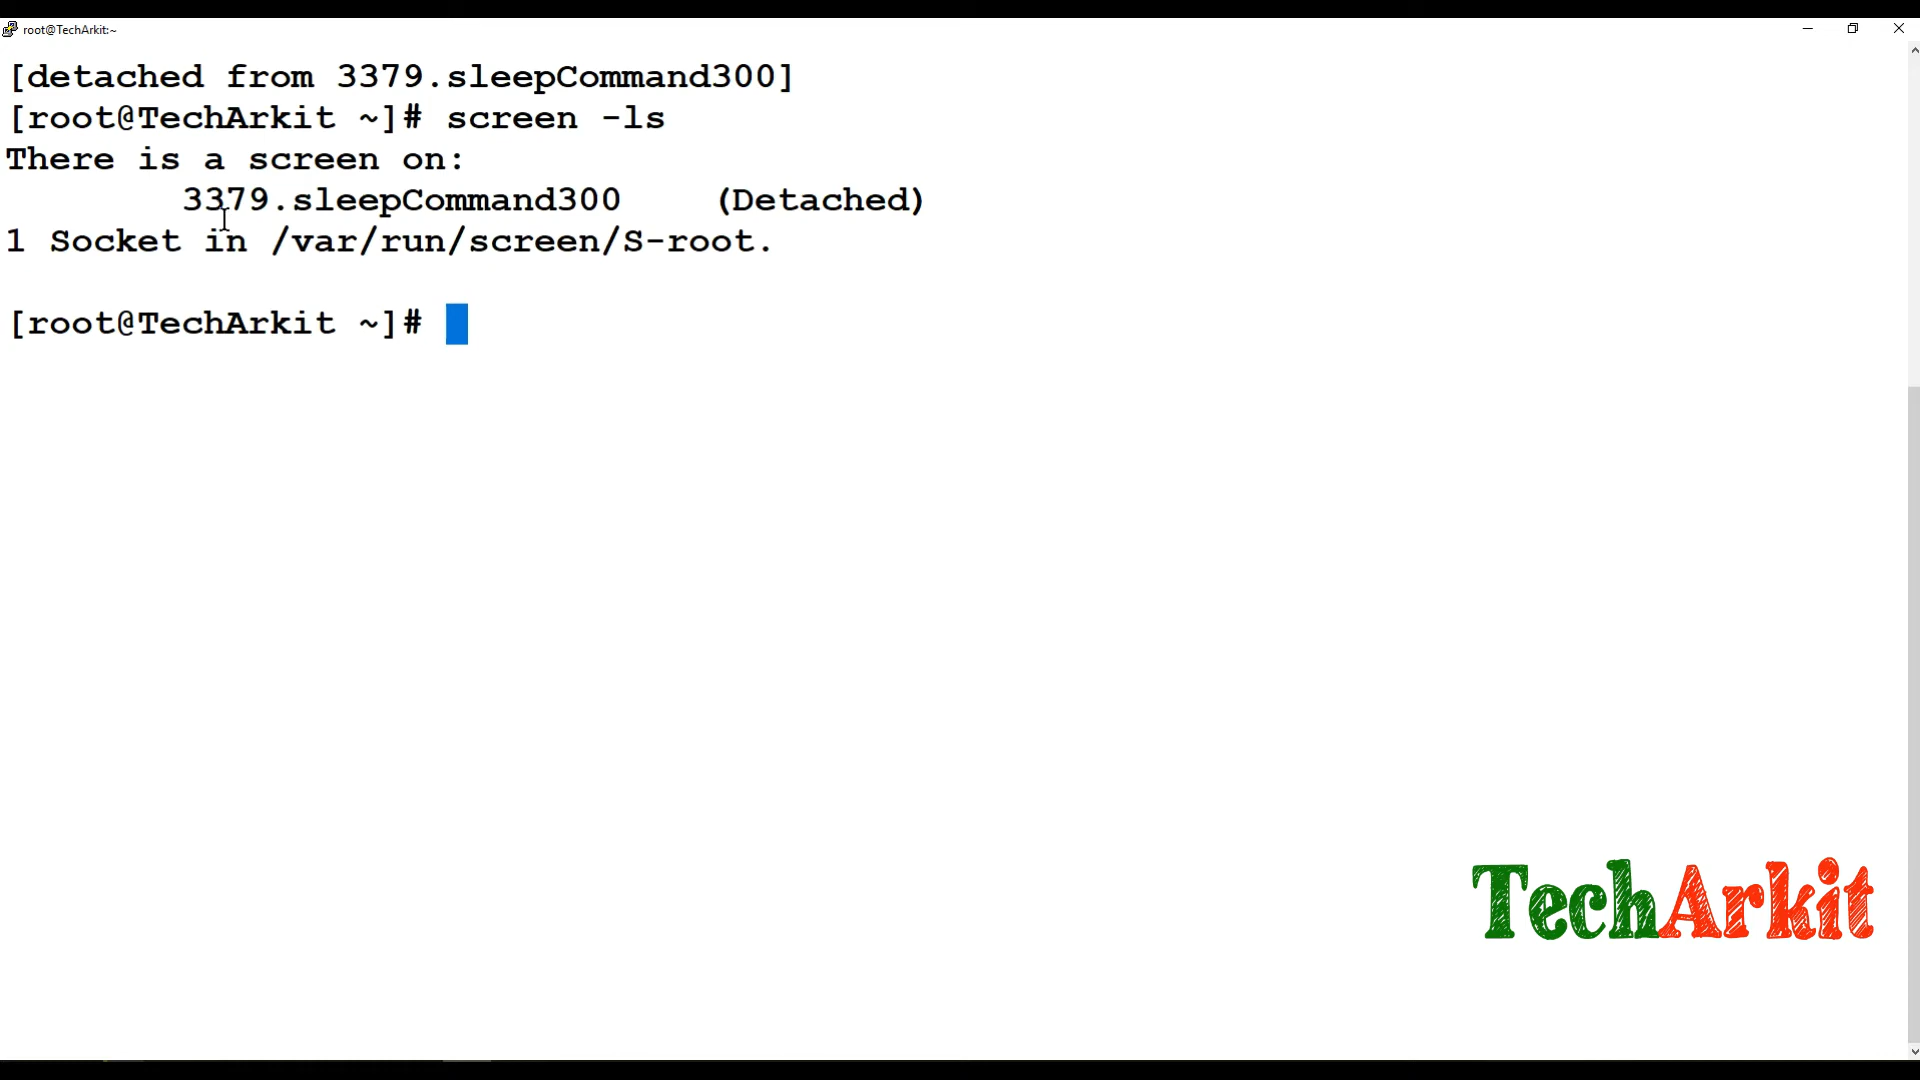 root@TechArkit:~
[detached from 3379.sleepCommand300]
[root@TechArkit ~]# screen -ls
There is a screen on:
        3379.sleepCommand300    (Detached)
1 Socket in /var/run/screen/S-root.
[root@TechArkit ~]#
TechArkit